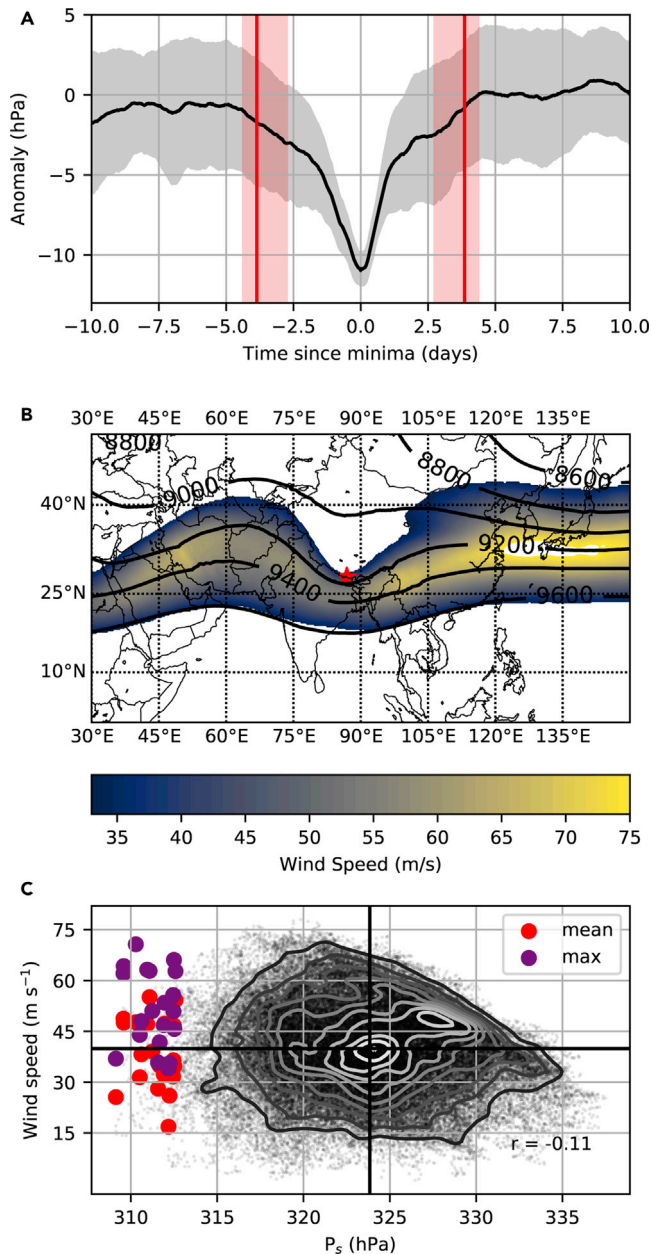 A
5
0
−5
−10
Anomaly (hPa)
−10.0 −7.5 −5.0 −2.5 0.0 2.5 5.0 7.5 10.0
Time since minima (days)
B
30°E 45°E 60°E 75°E 90°E 105°E 120°E 135°E
8800
9000
8800
8600
40°N
9200
9400
25°N
9600
10°N
30°E 45°E 60°E 75°E 90°E 105°E 120°E 135°E
35 40 45 50 55 60 65 70 75
Wind Speed (m/s)
C
75
60
45
30
15
Wind speed (m s⁻¹)
mean
max
r = -0.11
310 315 320 325 330 335
Pₛ (hPa)